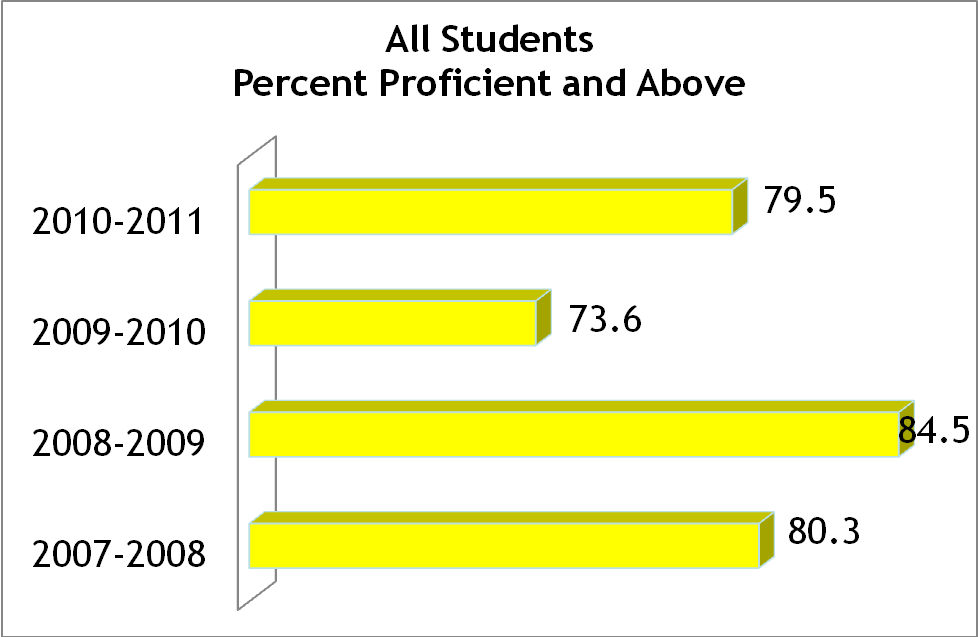 All Students
Percent Proficient and Above
2010-2011 79.5
2009-2010 73.6
2008-2009 84.5
2007-2008 80.3